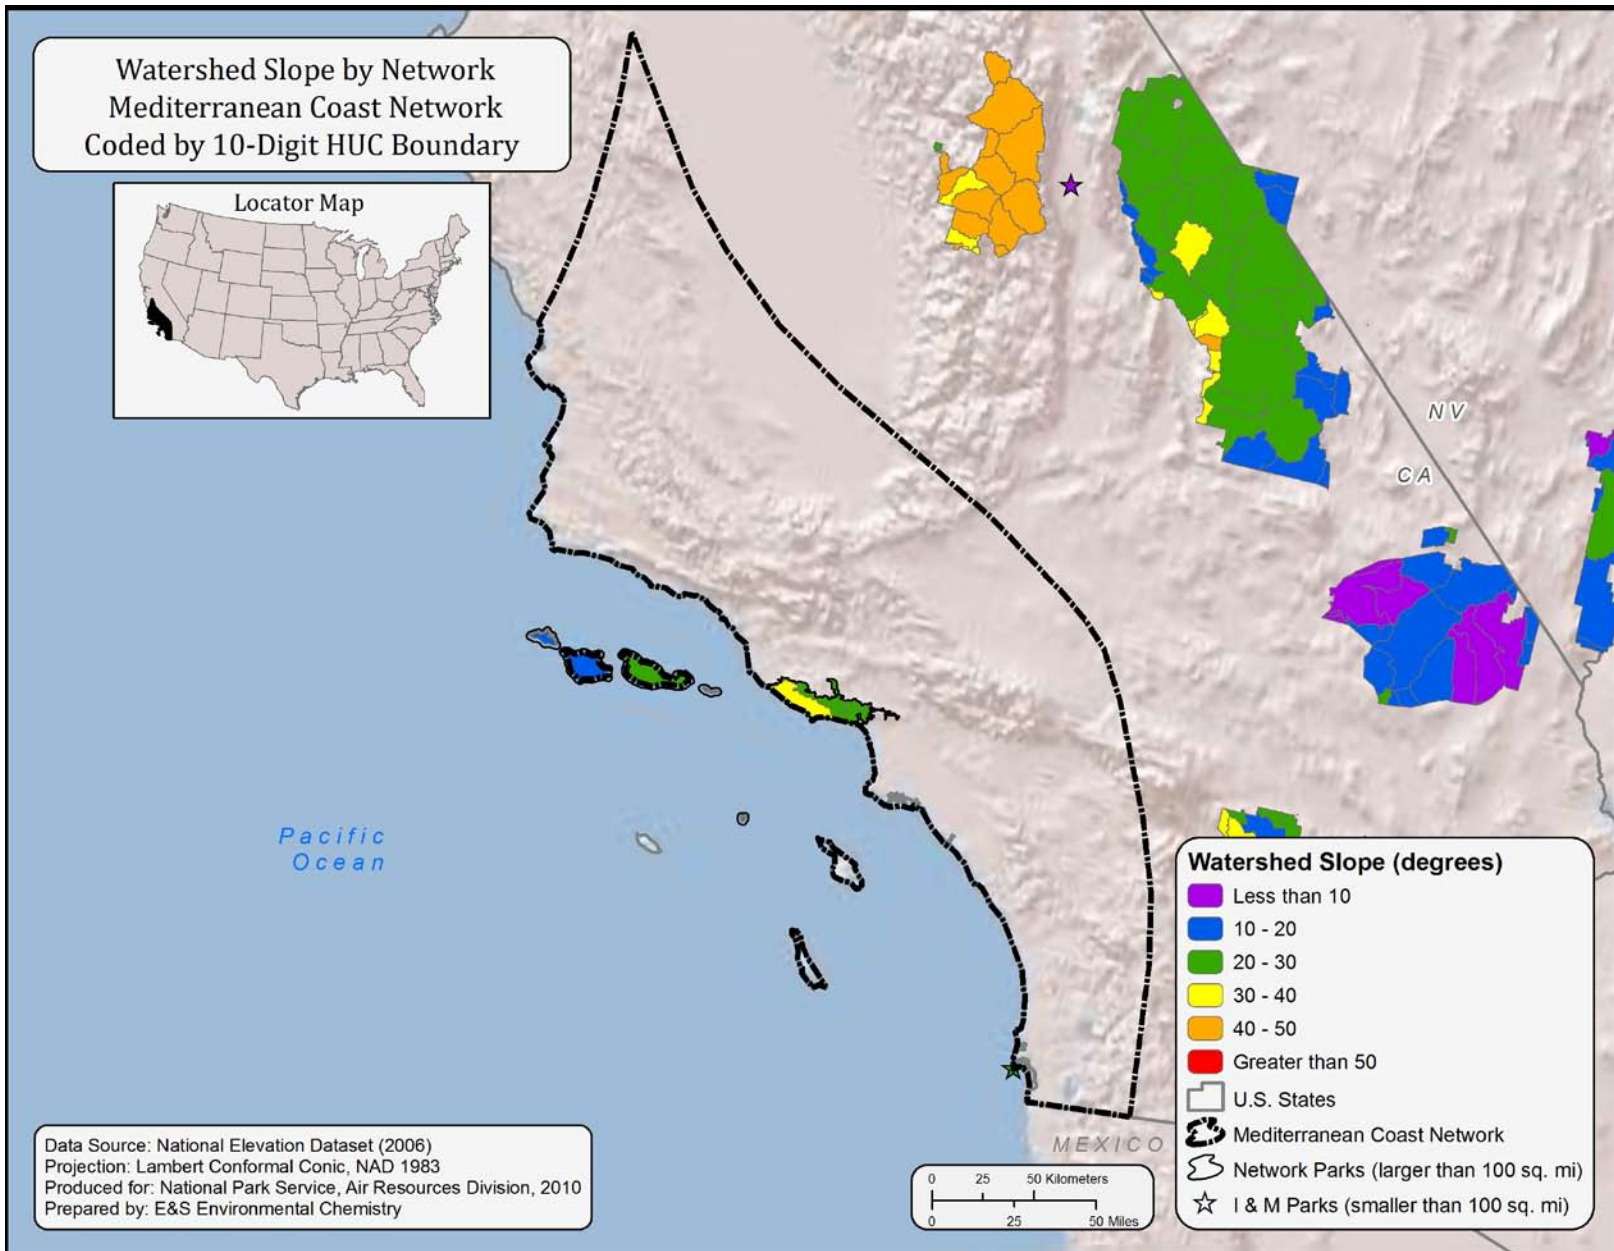 Watershed Slope by Network
Mediterranean Coast Network
Coded by 10-Digit HUC Boundary
Locator Map
NV
CA
Pacific
Ocean
MEXICO
Watershed Slope (degrees)
Less than 10
10 - 20
20 - 30
30 - 40
40 - 50
Greater than 50
U.S. States
Mediterranean Coast Network
Network Parks (larger than 100 sq. mi)
I & M Parks (smaller than 100 sq. mi)
Data Source: National Elevation Dataset (2006)
Projection: Lambert Conformal Conic, NAD 1983
Produced for: National Park Service, Air Resources Division, 2010
Prepared by: E&S Environmental Chemistry
0 25 50 Kilometers
0 25 50 Miles